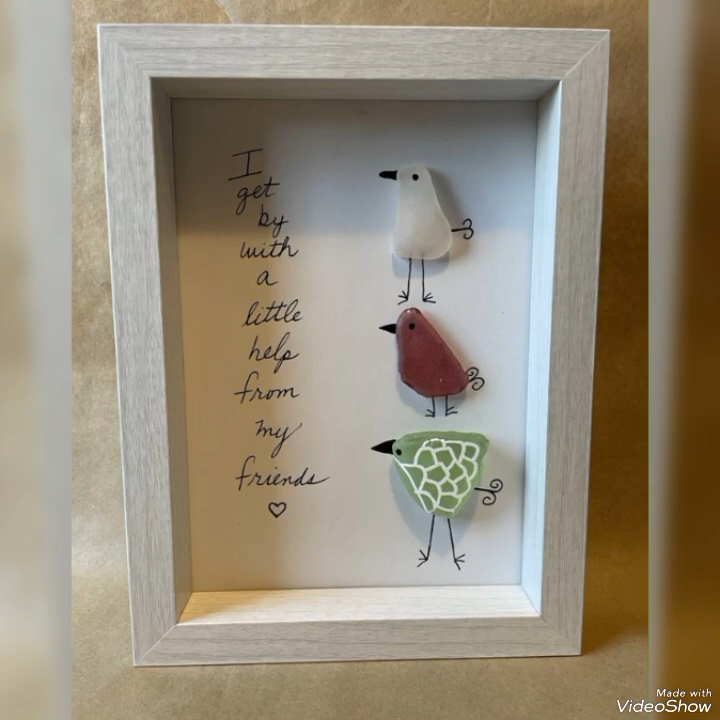 I
get
by
with
a
little
help
from
my
friends
Made with
VideoShow